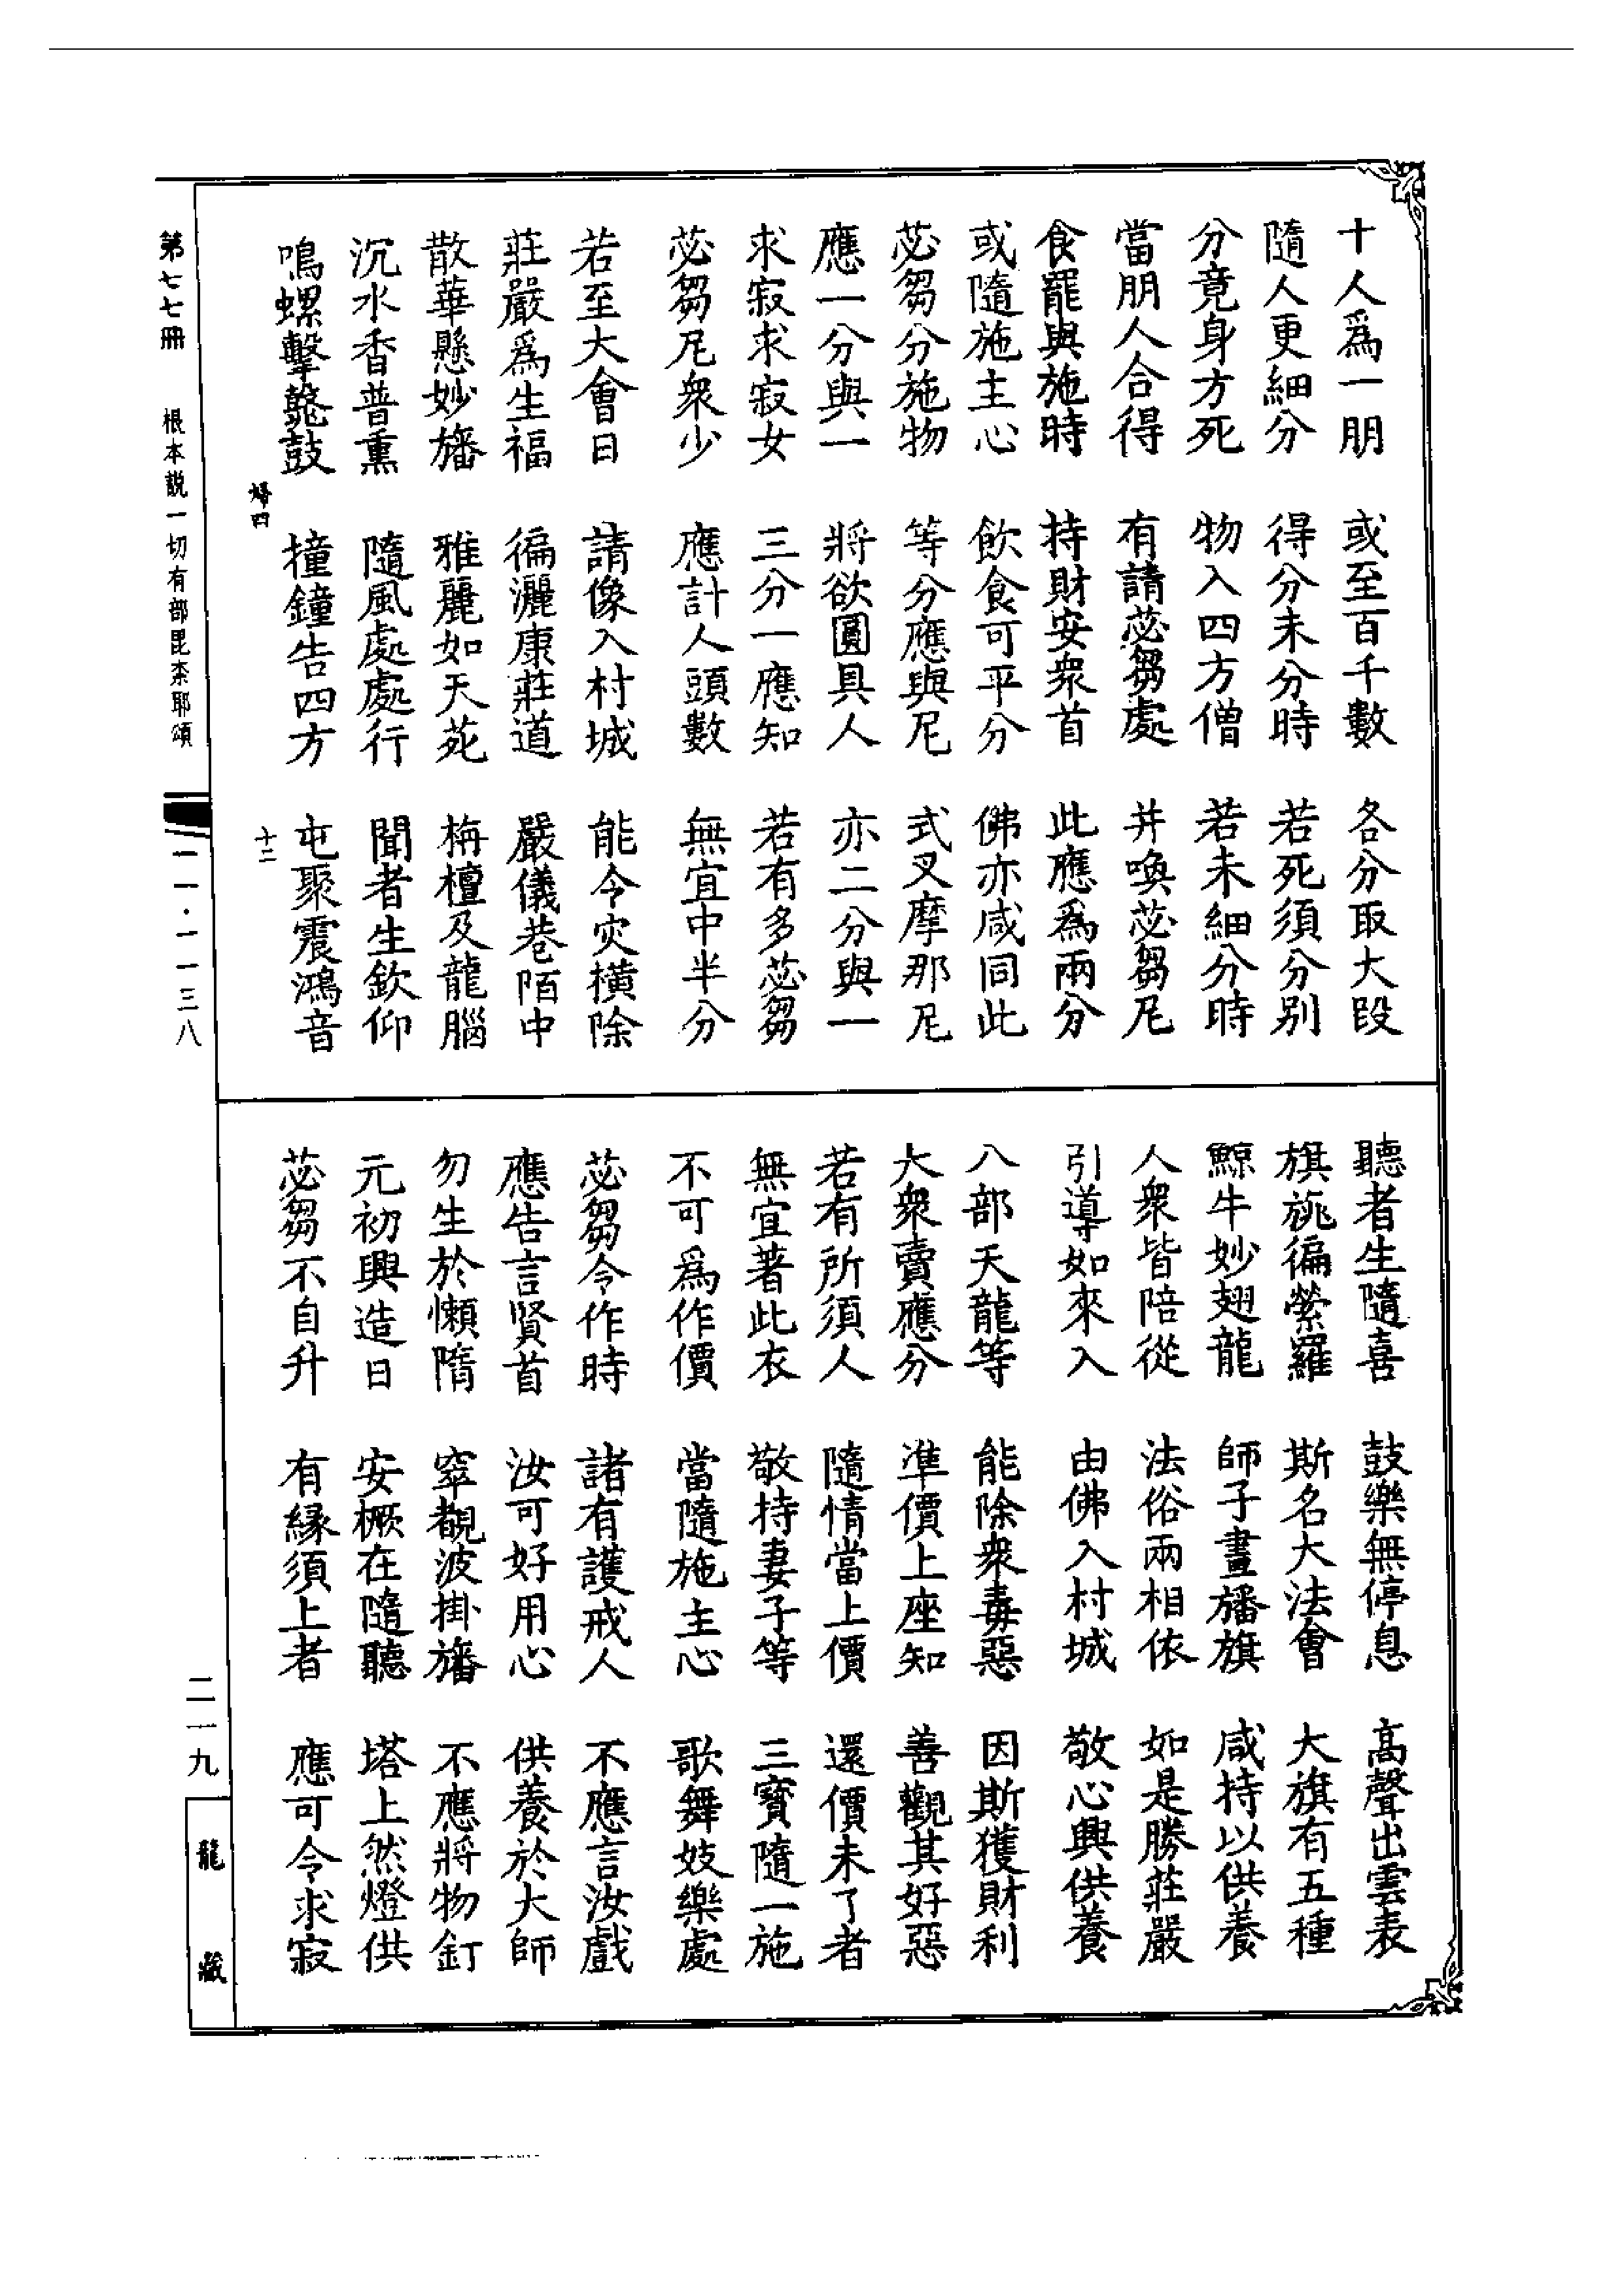 十人爲一朋　或至百千數　各分取大段
隨人更細分　得分未分時　若死須分别
分竟身方死　物入四方僧　若未細分時
當朋人合得　有請苾芻處　并喚苾芻尼
食罷與施時　持財安衆首　此應爲兩分
或隨施主心　飲食可平分　佛亦咸同此
苾芻分施物　等分應與尼　式叉摩那尼
應一分與一　將欲圓具人　亦二分與一
求寂求寂女　三分一應知　若有多苾芻
苾芻尼衆少　應計人頭數　無宜中半分
若至大會日　請像入村城　能令灾橫除
莊嚴爲生福　徧灑康莊道　嚴儀巷陌中
散華懸妙旛　雅麗如天苑　栴檀及龍腦
沉水香普熏　隨風處處行　聞者生欽仰
鳴螺擊鼗鼓　撞鐘告四方　屯聚震鴻音
聽者生隨喜　鼓樂無停息　高聲出雲表
旗旐徧縈羅　斯名大法會　大旗有五種
鯨牛妙翅龍　師子畫旛旗　咸持以供養
人衆皆陪從　法俗兩相依　如是勝莊嚴
引導如來入　由佛入村城　敬心興供養
八部天龍等　能除衆毒惡　因斯獲財利
大衆賣應分　準價上座知　善觀其好惡
若有所須人　隨情當上價　還價未了者
無宜著此衣　敬持妻子等　三寶隨一施
不可爲作價　當隨施主心　歌舞妓樂處
苾芻令作時　諸有護戒人　不應言汝戲
應告言賢首　汝可好用心　供養於大師
勿生於懶惰　窣覩波掛旛　不應將物釘
元初興造日　安橛在隨聽　塔上然燈供
苾芻不自升　有緣須上者　應可令求寂
婦四　十二
第七七冊　根本説一切有部毘柰耶頌　一一·一一三八　二一九　龍藏